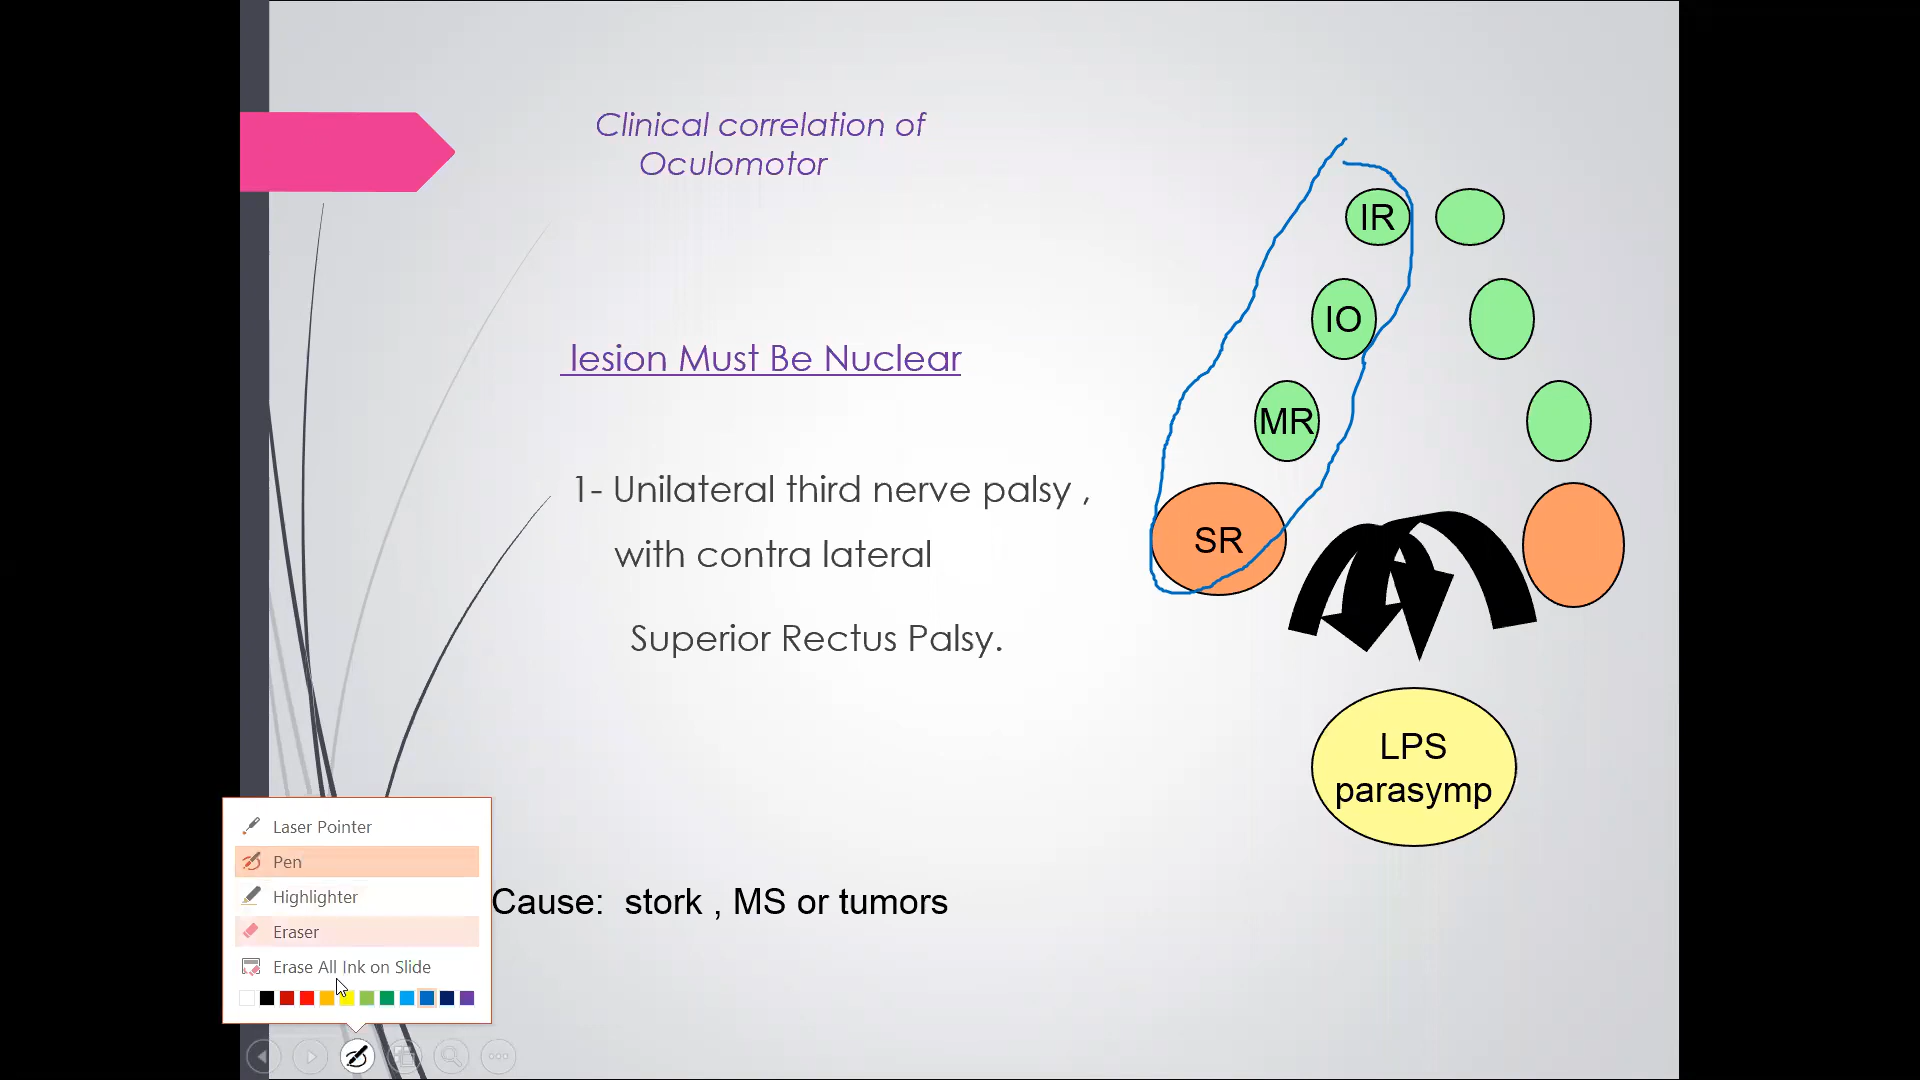 Clinical correlation of
Oculomotor
lesion Must Be Nuclear
1- Unilateral third nerve palsy ,
with contra lateral
Superior Rectus Palsy.
Cause: stork , MS or tumors
IR
IO
MR
SR
LPS
parasymp
Laser Pointer
Pen
Highlighter
Eraser
Erase All Ink on Slide